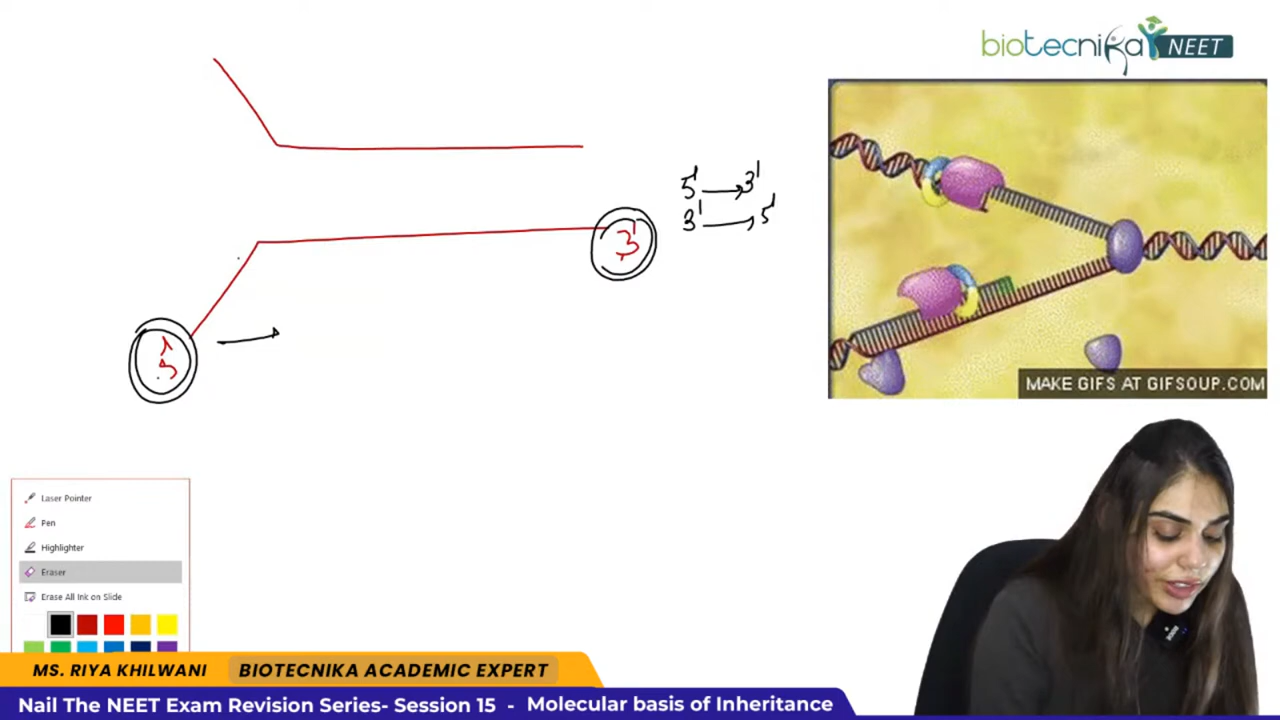 biotecnika NEET
5' → 3'
3' → 5'
3'
5'
MAKE GIFS AT GIFSOUP.COM
Laser Pointer
Pen
Highlighter
Eraser
Erase All Ink on Slide
MS. RIYA KHILWANI BIOTECNIKA ACADEMIC EXPERT
Nail The NEET Exam Revision Series- Session 15 - Molecular basis of Inheritance